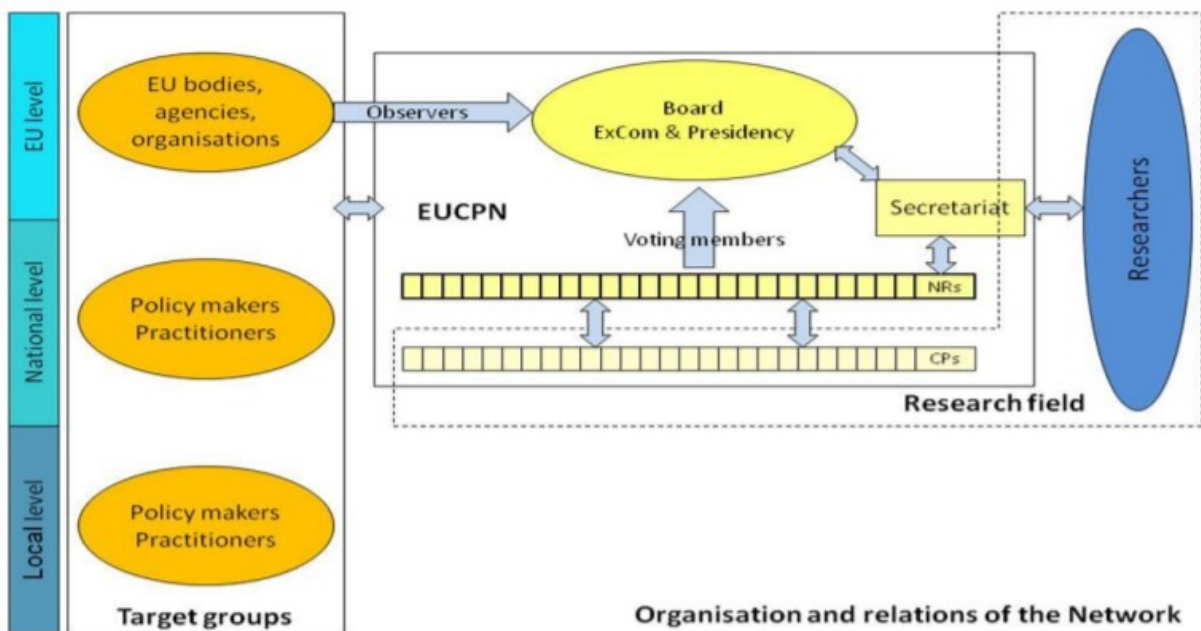 EU level
National level
Local level
EU bodies,
agencies,
organisations
Policy makers
Practitioners
Policy makers
Practitioners
Target groups
Observers
Board
ExCom & Presidency
EUCPN
Voting members
Secretariat
NRs
CPs
Research field
Researchers
Organisation and relations of the Network